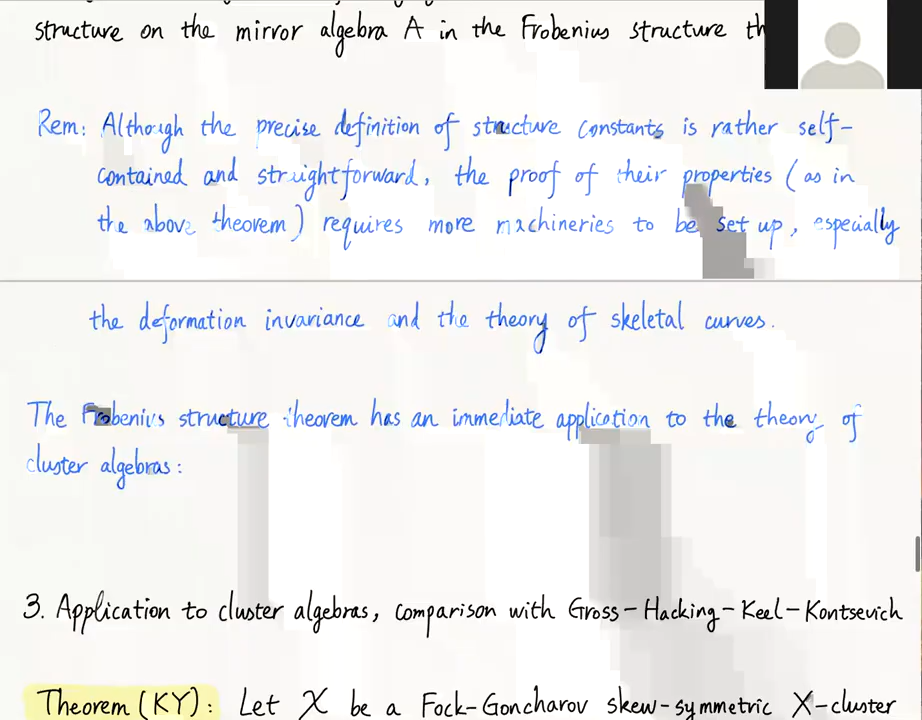 structure on the mirror algebra A in the Frobenius structure th
Rem: Although the precise definition of structure constants is rather self-
contained and straightforward, the proof of their properties (as in
the above theorem) requires more machineries to be set up, especially
the deformation invariance and the theory of skeletal curves.
The Frobenius structure theorem has an immediate application to the theory of
cluster algebras:
3. Application to cluster algebras, comparison with Gross-Hacking-Keel-Kontsevich
Theorem (KY): Let X be a Fock-Goncharov skew-symmetric X-cluster